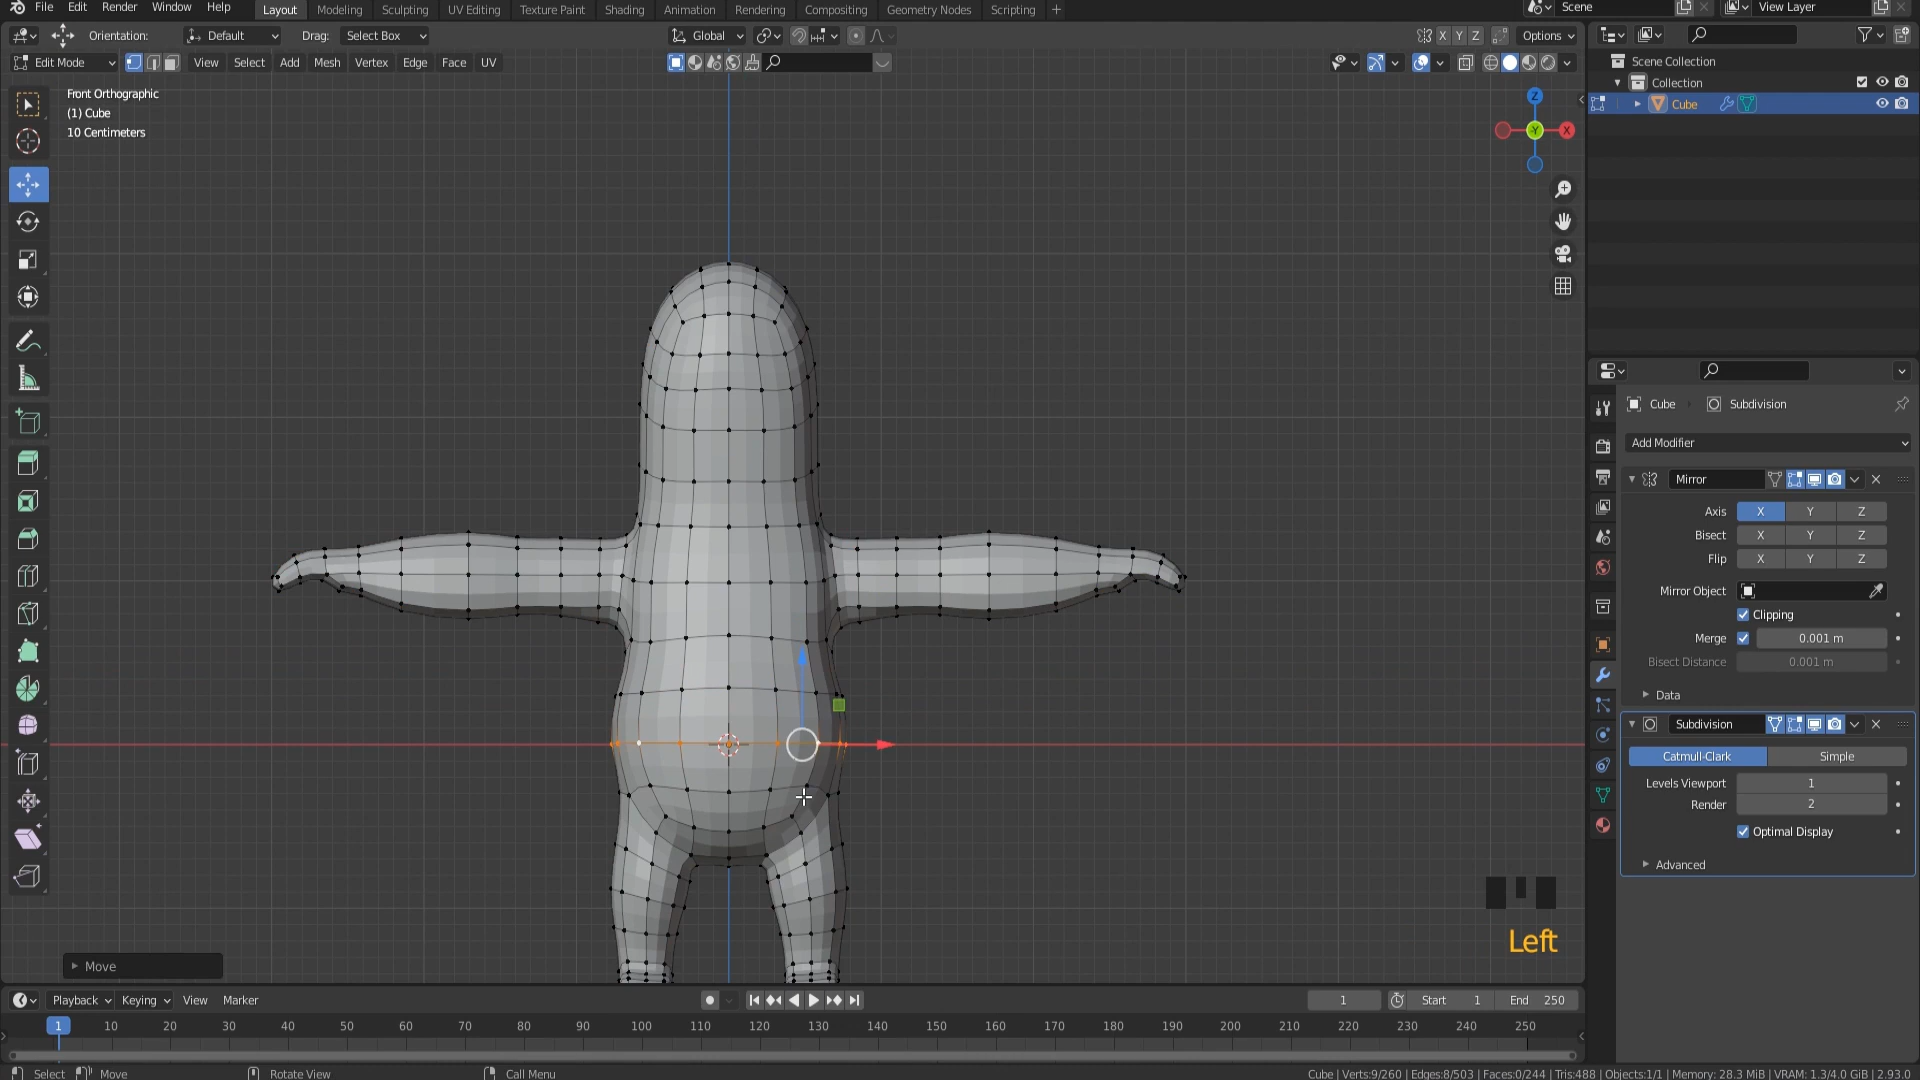 File Edit Render Window Help Layout Modeling Sculpting UV Editing Texture Paint Shading Animation Rendering Compositing Geometry Nodes Scripting + Scene View Layer
Orientation: Default Drag: Select Box Global X Y Z Options
Edit Mode View Select Add Mesh Vertex Edge Face UV
Front Orthographic
(1) Cube
10 Centimeters
Z
-Y
X
Scene Collection
Collection
Cube
Cube Subdivision
Add Modifier
Mirror
Axis X Y Z
Bisect X Y Z
Flip X Y Z
Mirror Object
Clipping
Merge 0.001 m
Bisect Distance 0.001 m
Data
Subdivision
Catmull-Clark Simple
Levels Viewport 1
Render 2
Optimal Display
Advanced
Left
Move
Playback Keying View Marker 1 Start 1 End 250
1 10 20 30 40 50 60 70 80 90 100 110 120 130 140 150 160 170 180 190 200 210 220 230 240 250
Select Move Rotate View Call Menu Cube | Verts:9/260 | Edges:8/503 | Faces:0/244 | Tris:488 | Objects:1/1 | Memory: 28.3 MiB | VRAM: 1.3/4.0 GiB | 2.93.0